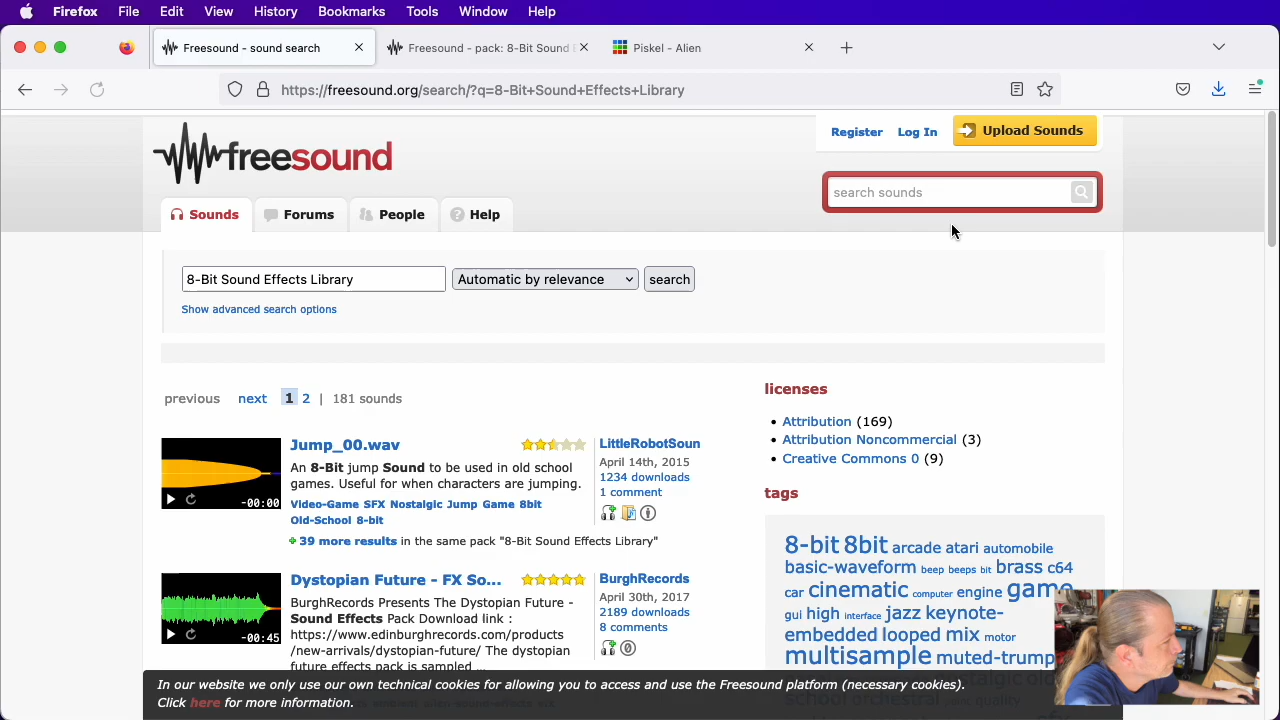 Firefox File Edit View History Bookmarks Tools Window Help
Freesound - sound search
Freesound - pack: 8-Bit Sound
Piskel - Alien
https://freesound.org/search/?q=8-Bit+Sound+Effects+Library
freesound
Register Log In Upload Sounds
search sounds
Sounds Forums People Help
8-Bit Sound Effects Library Automatic by relevance search
Show advanced search options
previous next 1 2 | 181 sounds
Jump_00.wav
An 8-Bit jump Sound to be used in old school
games. Useful for when characters are jumping.
Video-Game SFX Nostalgic Jump Game 8bit
Old-School 8-bit
39 more results in the same pack "8-Bit Sound Effects Library"
-00:00
LittleRobotSoun
April 14th, 2015
1234 downloads
1 comment
Dystopian Future - FX So...
BurghRecords Presents The Dystopian Future -
Sound Effects Pack Download link :
https://www.edinburghrecords.com/products
/new-arrivals/dystopian-future/ The dystopian
future effects pack is sampled ...
-00:45
BurghRecords
April 30th, 2017
2189 downloads
8 comments
licenses
• Attribution (169)
• Attribution Noncommercial (3)
• Creative Commons 0 (9)
tags
8-bit 8bit arcade atari automobile
basic-waveform beep beeps bit brass c64
car cinematic computer engine game
gui high interface jazz keynote-
embedded looped mix motor
multisample muted-trump
In our website we only use our own technical cookies for allowing you to access and use the Freesound platform (necessary cookies).
Click here for more information.